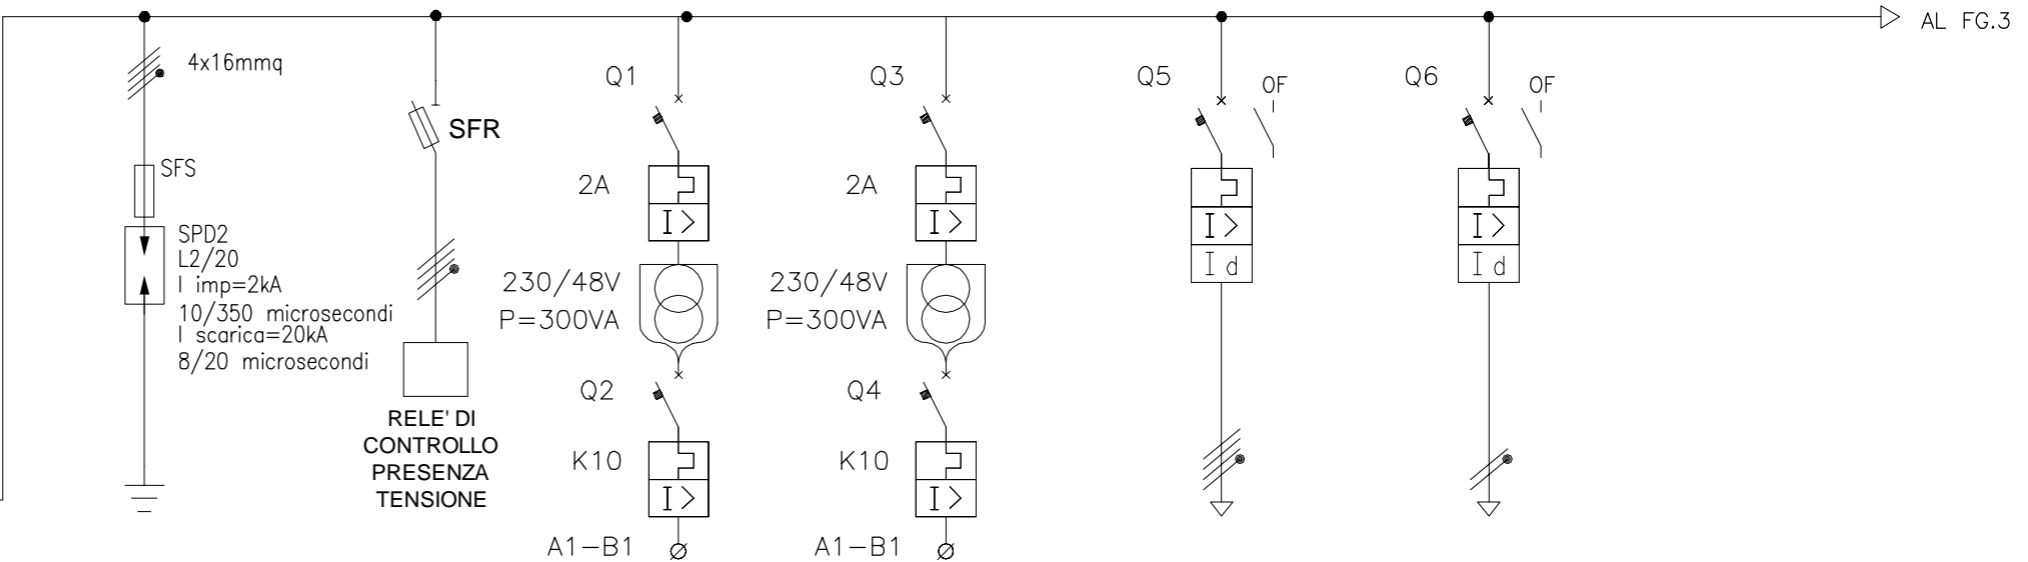 AL FG.3
4x16mmq
SFS
SPD2
L2/20
I imp=2kA
10/350 microsecondi
I scarica=20kA
8/20 microsecondi
SFR
RELE' DI
CONTROLLO
PRESENZA
TENSIONE
Q1
2A
I>
230/48V
P=300VA
Q2
K10
I>
A1-B1
Q3
2A
I>
230/48V
P=300VA
Q4
K10
I>
A1-B1
Q5
OF
I>
Id
Q6
OF
I>
Id